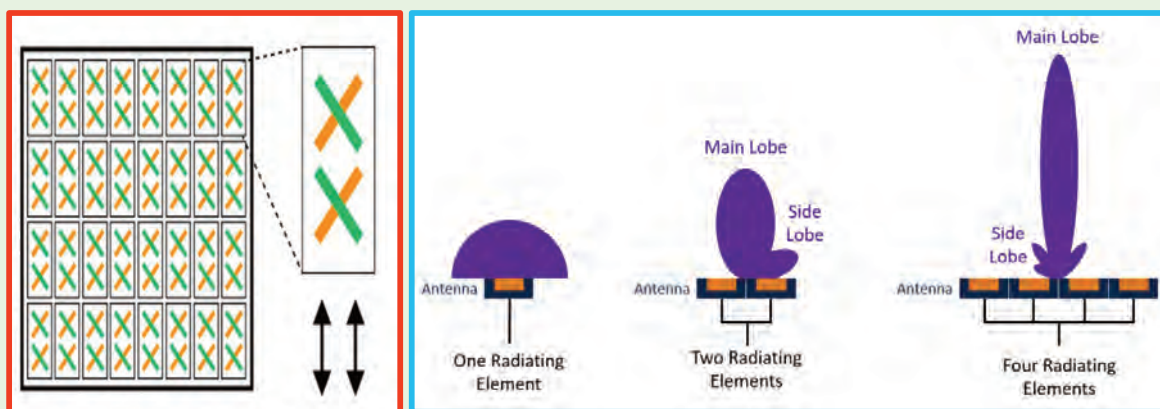 Main Lobe
Main Lobe
Side
Lobe
Side
Lobe
Antenna
Antenna
Antenna
One Radiating
Element
Two Radiating
Elements
Four Radiating
Elements